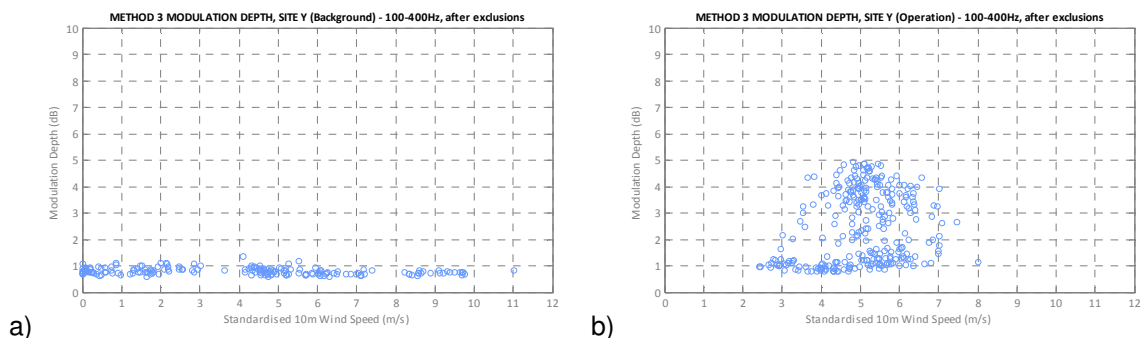 METHOD 3 MODULATION DEPTH, SITE Y (Background) - 100-400Hz, after exclusions
10
9
8
7
6
5
4
3
2
1
0
Modulation Depth (dB)
0 1 2 3 4 5 6 7 8 9 10 11 12
Standardised 10m Wind Speed (m/s)
a)
METHOD 3 MODULATION DEPTH, SITE Y (Operation) - 100-400Hz, after exclusions
10
9
8
7
6
5
4
3
2
1
0
Modulation Depth (dB)
0 1 2 3 4 5 6 7 8 9 10 11 12
Standardised 10m Wind Speed (m/s)
b)